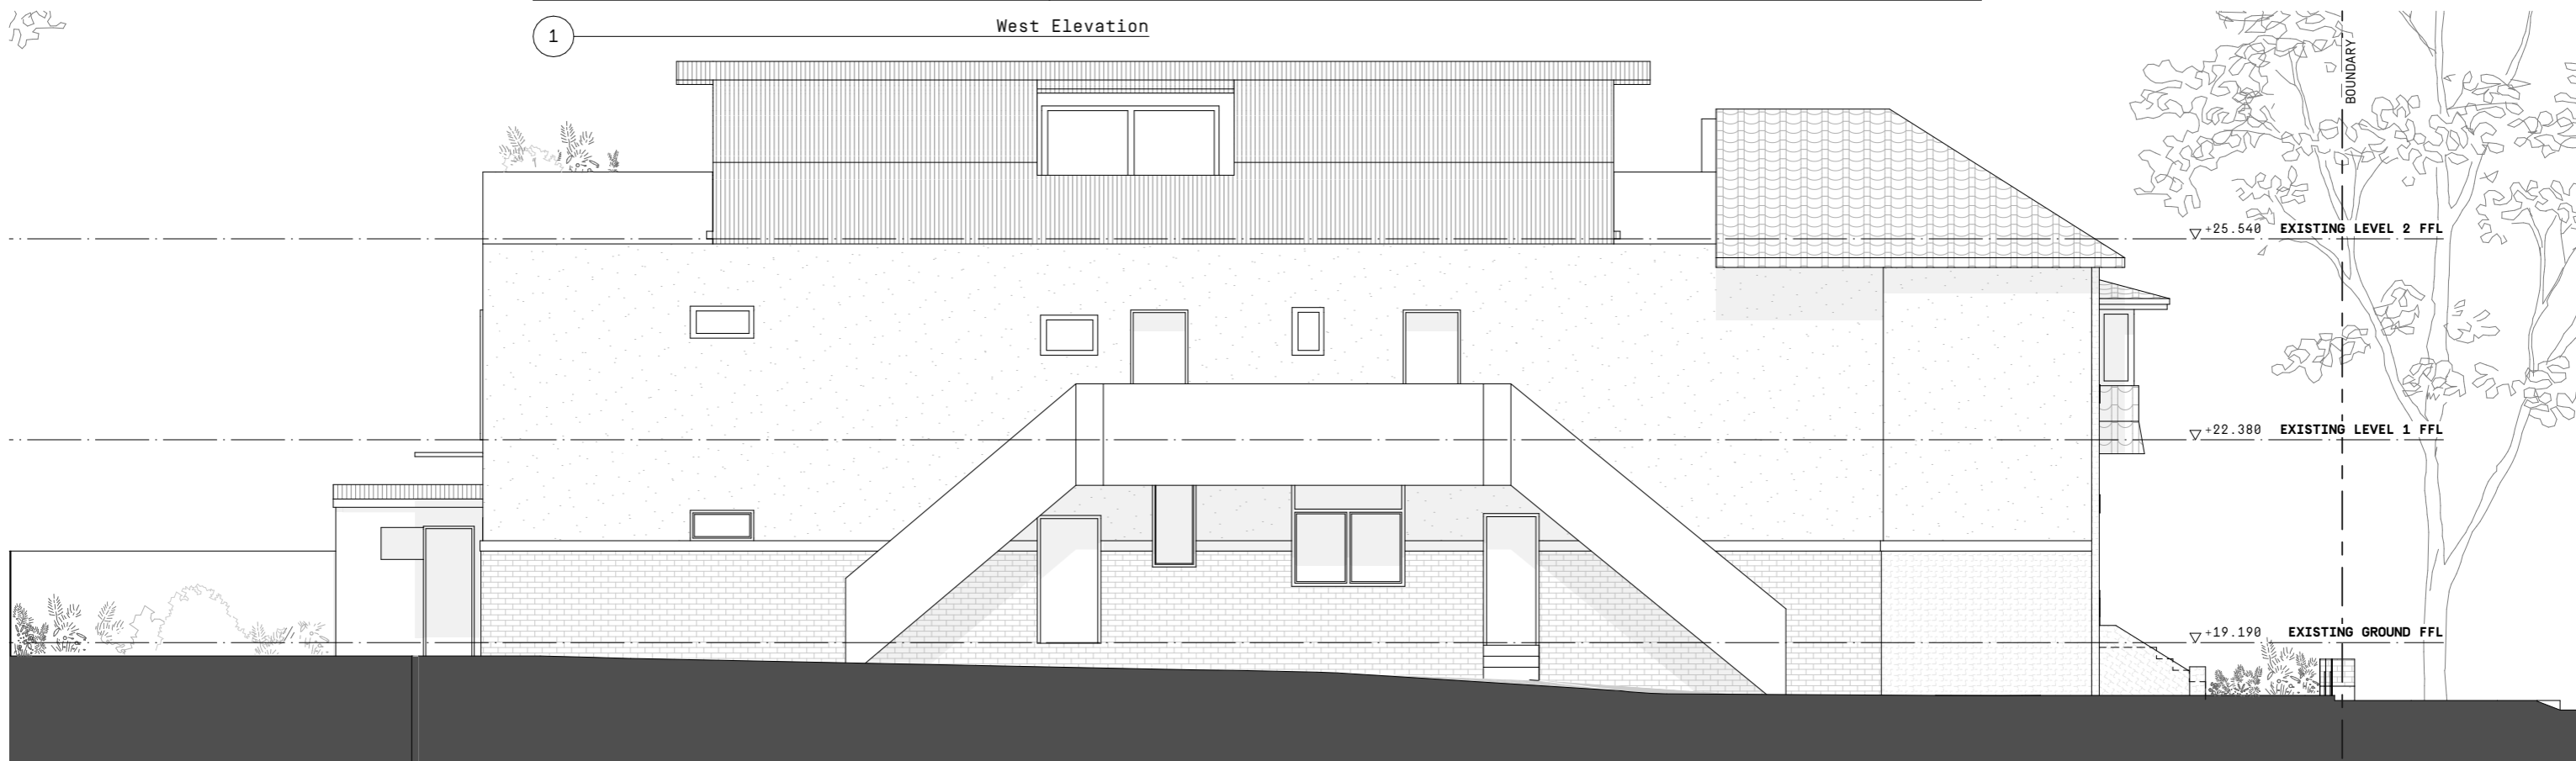 West Elevation
1
BOUNDARY
+25.540 EXISTING LEVEL 2 FFL
+22.380 EXISTING LEVEL 1 FFL
+19.190 EXISTING GROUND FFL